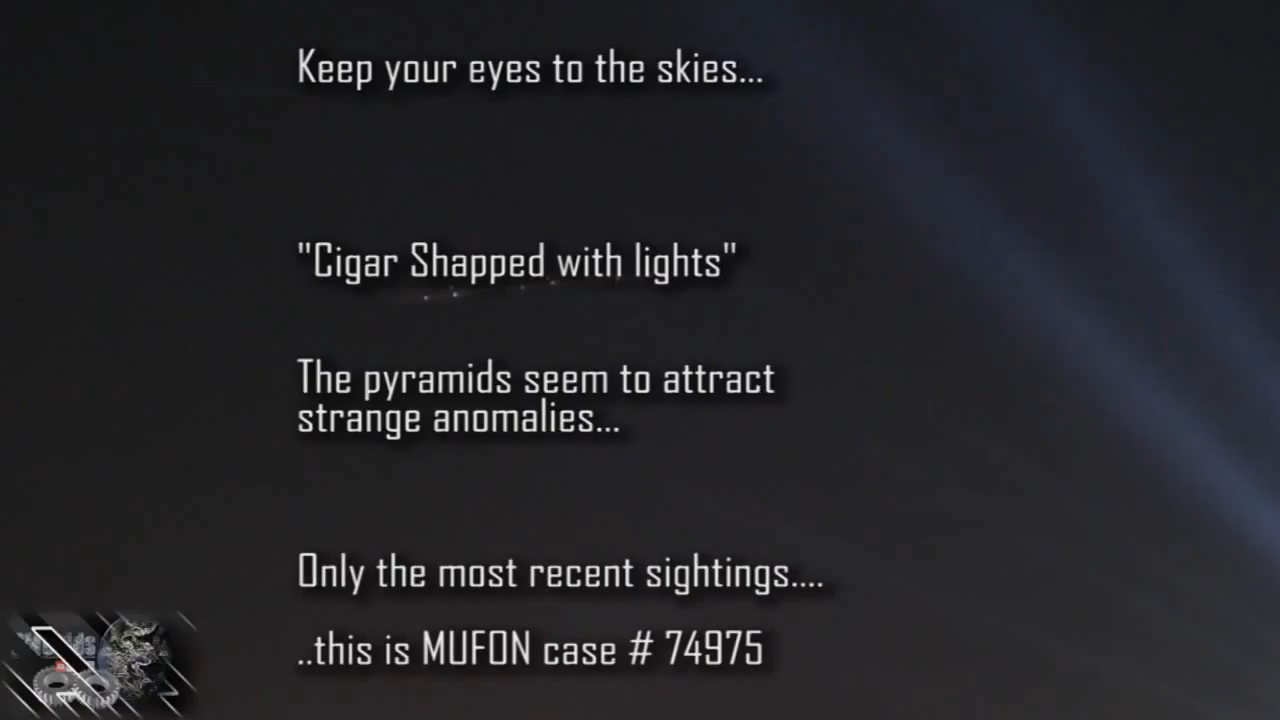 Keep your eyes to the skies...
"Cigar Shapped with lights"
The pyramids seem to attract
strange anomalies...
Only the most recent sightings....
..this is MUFON case # 74975